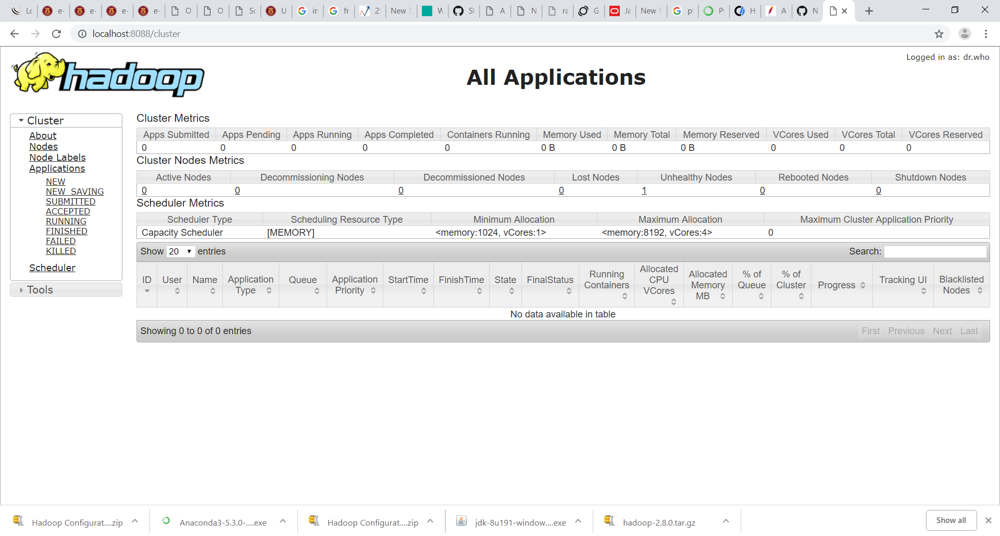 Lo e- e- e- e- O O Sc U in fr 2! New T W St A N ra G Ja New T p P H A N
localhost:8088/cluster
Logged in as: dr.who
hadoop
All Applications
Cluster
About
Nodes
Node Labels
Applications
NEW
NEW_SAVING
SUBMITTED
ACCEPTED
RUNNING
FINISHED
FAILED
KILLED
Scheduler
Tools
Cluster Metrics
Apps Submitted Apps Pending Apps Running Apps Completed Containers Running Memory Used Memory Total Memory Reserved VCores Used VCores Total VCores Reserved
0 0 0 0 0 0 B 0 B 0 B 0 0 0
Cluster Nodes Metrics
Active Nodes Decommissioning Nodes Decommissioned Nodes Lost Nodes Unhealthy Nodes Rebooted Nodes Shutdown Nodes
0 0 0 0 1 0 0
Scheduler Metrics
Scheduler Type Scheduling Resource Type Minimum Allocation Maximum Allocation Maximum Cluster Application Priority
Capacity Scheduler [MEMORY] <memory:1024, vCores:1> <memory:8192, vCores:4> 0
Show 20 entries Search:
ID User Name Application Type Queue Application Priority StartTime FinishTime State FinalStatus Running Containers Allocated CPU VCores Allocated Memory MB % of Queue % of Cluster Progress Tracking UI Blacklisted Nodes
No data available in table
Showing 0 to 0 of 0 entries First Previous Next Last
Hadoop Configurat....zip Anaconda3-5.3.0-....exe Hadoop Configurat....zip jdk-8u191-window....exe hadoop-2.8.0.tar.gz Show all